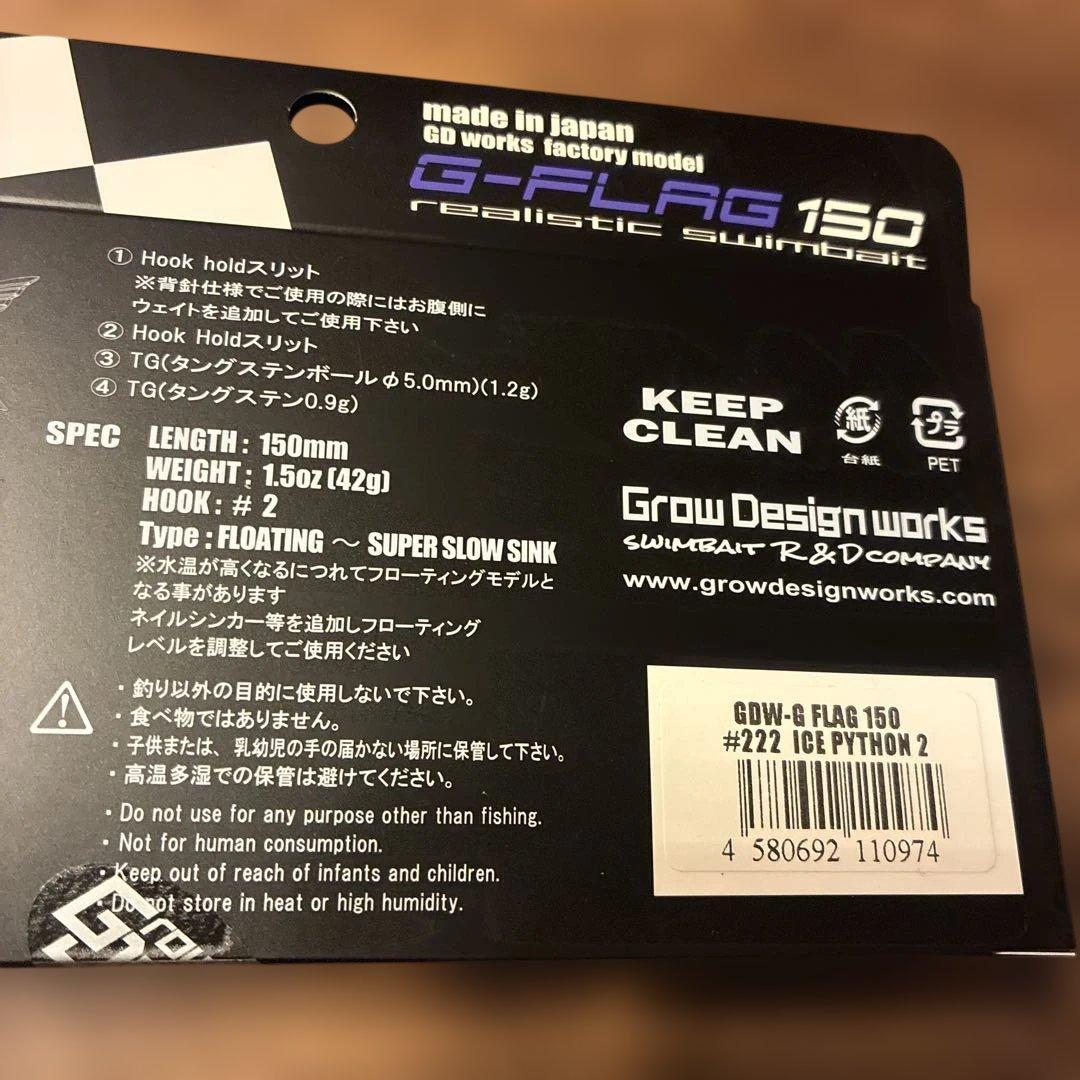 made in japan
GD works factory model
G-FLAG 150
realistic swimbait
① Hook holdスリット
※背針仕様でご使用の際にはお腹側に
ウェイトを追加してご使用下さい
② Hook Holdスリット
③ TG(タングステンボールφ5.0mm)(1.2g)
④ TG(タングステン0.9g)
SPEC LENGTH : 150mm
WEIGHT : 1.5oz (42g)
HOOK : # 2
Type : FLOATING ～ SUPER SLOW SINK
※水温が高くなるにつれてフローティングモデルと
なる事があります
ネイルシンカー等を追加しフローティング
レベルを調整してご使用ください
・釣り以外の目的に使用しないで下さい。
・食べ物ではありません。
・子供または、乳幼児の手の届かない場所に保管して下さい。
・高温多湿での保管は避けてください。
・Do not use for any purpose other than fishing.
・Not for human consumption.
・Keep out of reach of infants and children.
・Do not store in heat or high humidity.
KEEP
CLEAN
紙
台紙
プラ
PET
Grow Design works
SWIMBAIT R&D COMPANY
www.growdesignworks.com
GDW-G FLAG 150
#222 ICE PYTHON 2
4 580692 110974